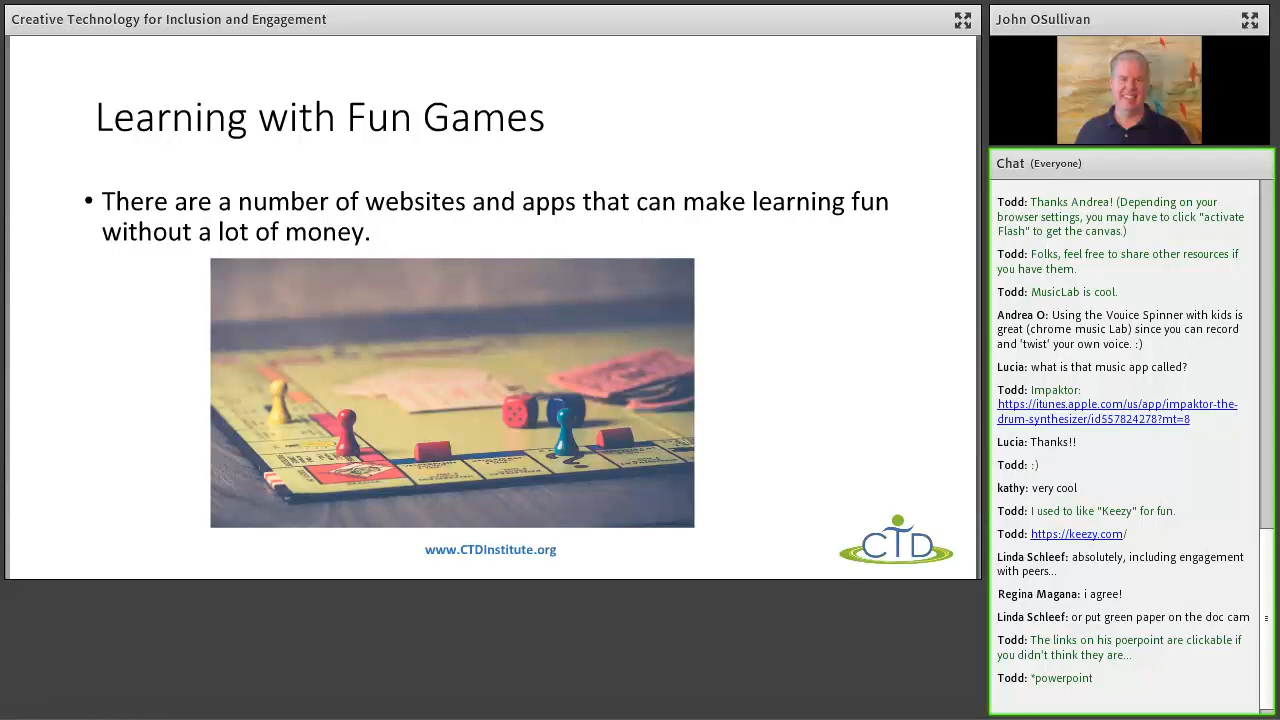 Creative Technology for Inclusion and Engagement
Learning with Fun Games
• There are a number of websites and apps that can make learning fun
without a lot of money.
www.CTDInstitute.org
CTD
John OSullivan
Chat (Everyone)
Todd: Thanks Andrea! (Depending on your
browser settings, you may have to click "activate
Flash" to get the canvas.)
Todd: Folks, feel free to share other resources if
you have them.
Todd: MusicLab is cool.
Andrea O: Using the Vouice Spinner with kids is
great (chrome music Lab) since you can record
and 'twist' your own voice. :)
Lucia: what is that music app called?
Todd: Impaktor:
https://itunes.apple.com/us/app/impaktor-the-
drum-synthesizer/id557824278?mt=8
Lucia: Thanks!!
Todd: :)
kathy: very cool
Todd: I used to like "Keezy" for fun.
Todd: https://keezy.com/
Linda Schleef: absolutely, including engagement
with peers...
Regina Magana: i agree!
Linda Schleef: or put green paper on the doc cam
Todd: The links on his poerpoint are clickable if
you didn't think they are...
Todd: *powerpoint